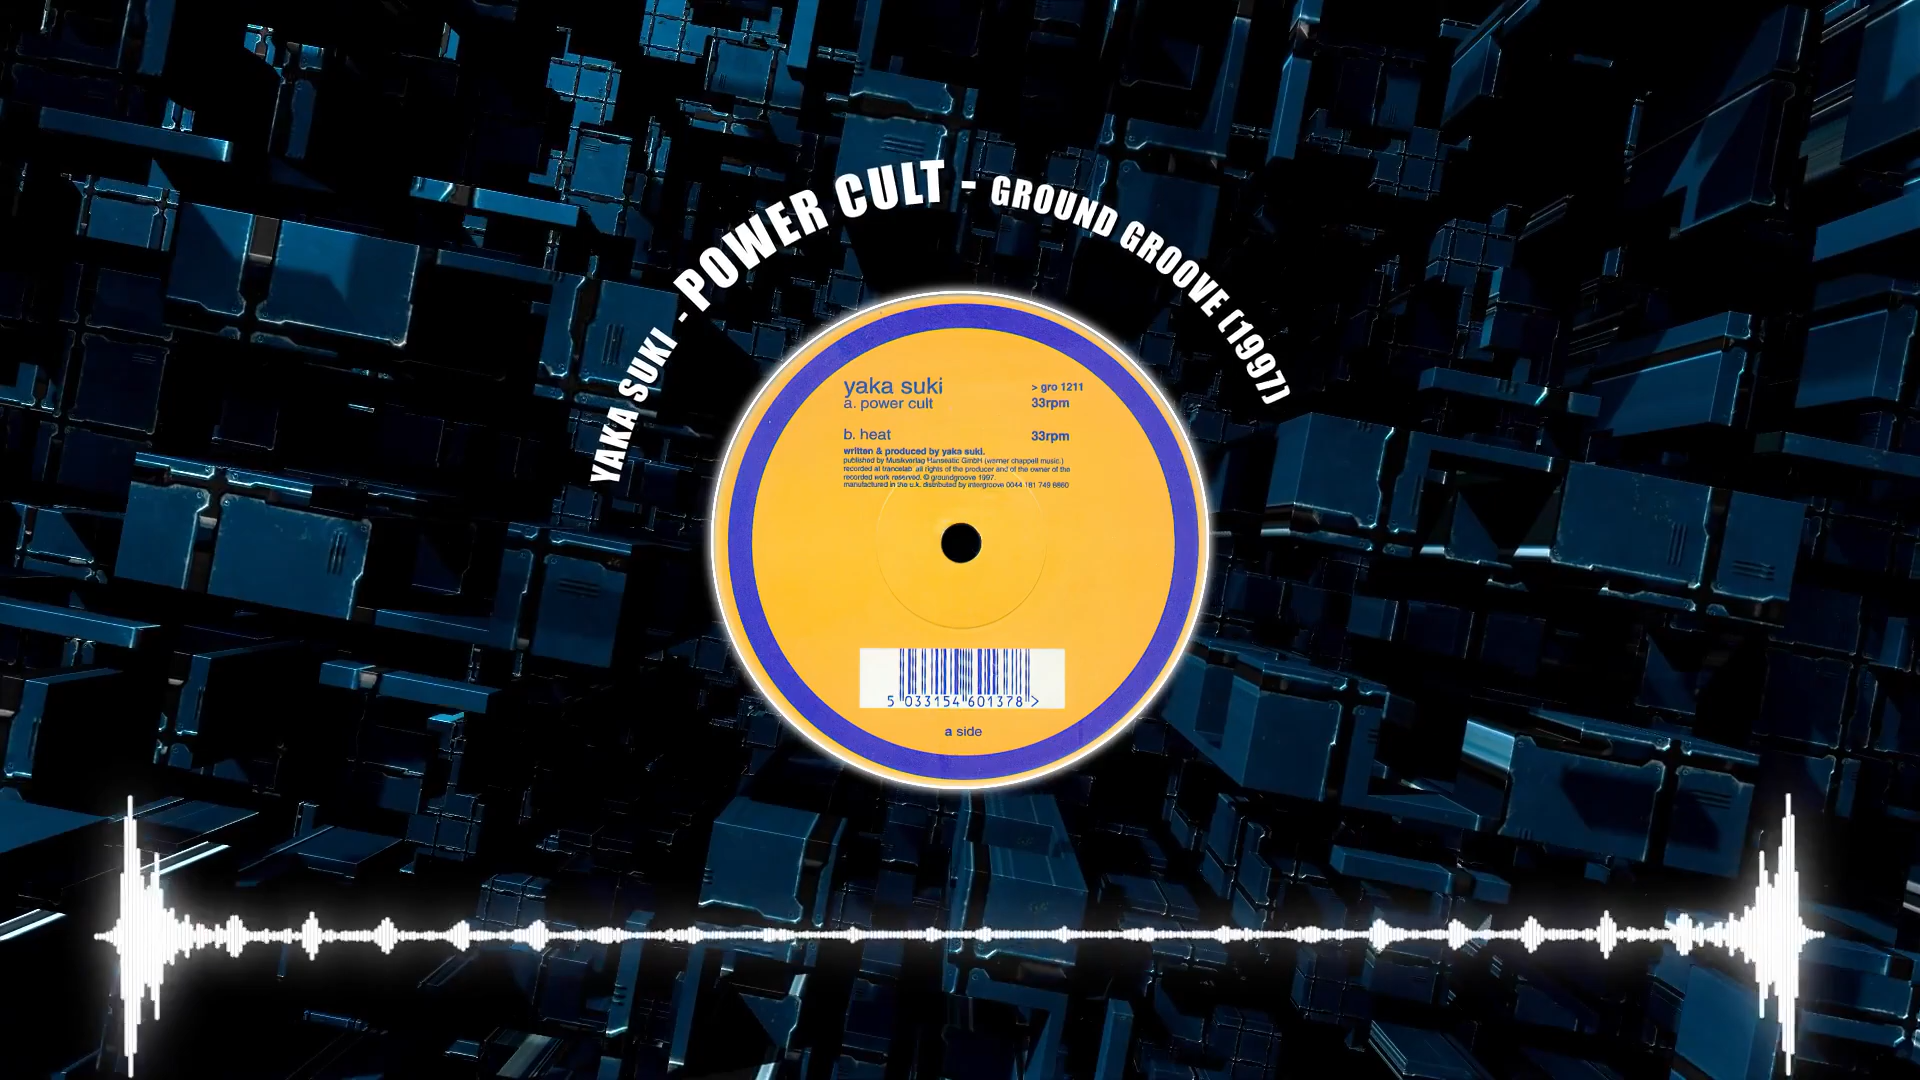 YAKA SUKI - POWER CULT - GROUND GROOVE (1997)
yaka suki > gro 1211
a. power cult 33rpm
b. heat 33rpm
written & produced by yaka suki.
published by Musikverlag Hanseatic GmbH (warner chappell music.)
recorded at trancelab. all rights of the producer and of the owner of the
recorded work reserved. © groundgroove 1997.
manufactured in the u.k. distributed by intergroove 0044 181 749 8860
5 033154 601378 >
a side